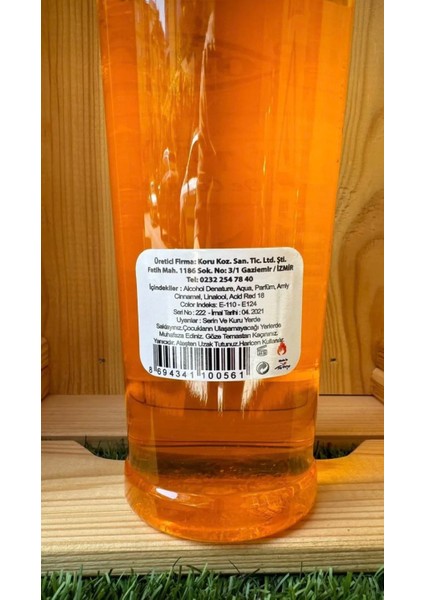 Üretici Firma: Koru Koz. San. Tic. Ltd. Şti.
Fatih Mah. 1186 Sok. No: 3/1 Gaziemir / İZMİR
Tel: 0232 254 78 40
İçindekiler : Alcohol Denature, Aqua, Parfüm, Amly
Cinnamel, Linalool, Acid Red 18
Color Indeks: E-110 - E124
Seri No : 222 - İmal Tarihi : 04. 2021
Uyarılar : Serin Ve Kuru Yerde
Saklayınız.Çocukların Ulaşamayacağı Yerlerde
Muhafaza Ediniz. Göze Temastan Kaçınınız.
Yanıcıdır. Ateşten Uzak Tutunuz.Haricen Kullanılır.
8 694341 100561